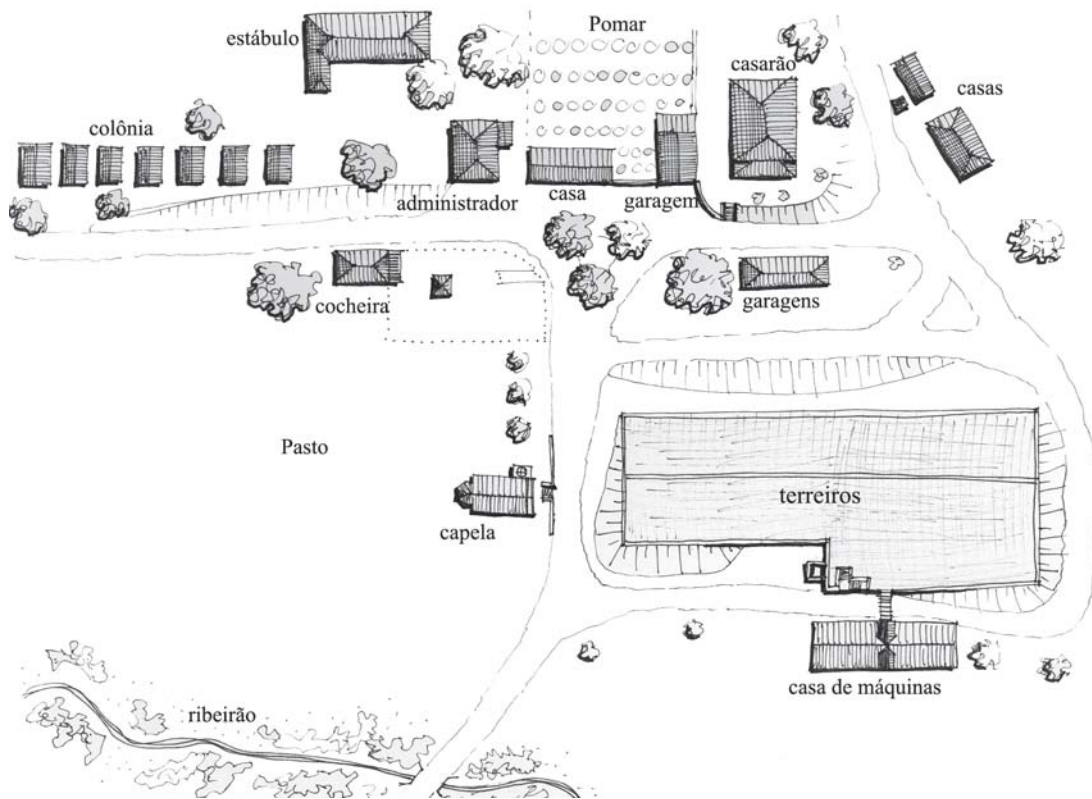 Pomar
estábulo
casarão
casas
colônia
administrador
casa
garagem
cocheira
garagens
Pasto
terreiros
capela
casa de máquinas
ribeirão